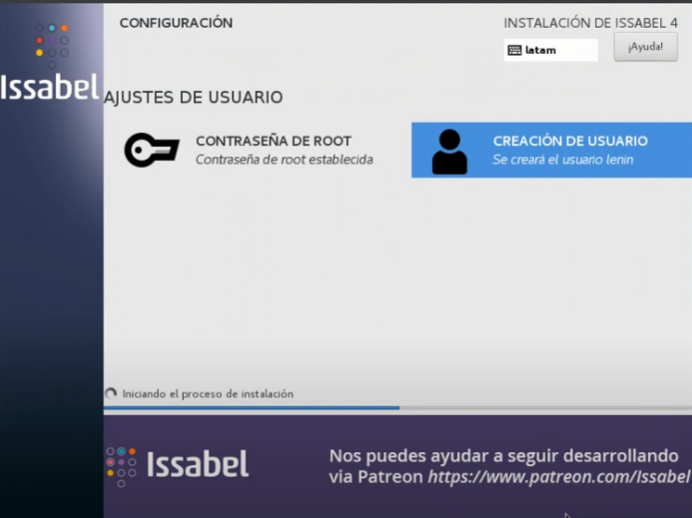 CONFIGURACIÓN
INSTALACIÓN DE ISSABEL 4
latam
¡Ayuda!
Issabel
AJUSTES DE USUARIO
CONTRASEÑA DE ROOT
Contraseña de root establecida
CREACIÓN DE USUARIO
Se creará el usuario lenin
Iniciando el proceso de instalación
Issabel
Nos puedes ayudar a seguir desarrollando
via Patreon https://www.patreon.com/Issabel